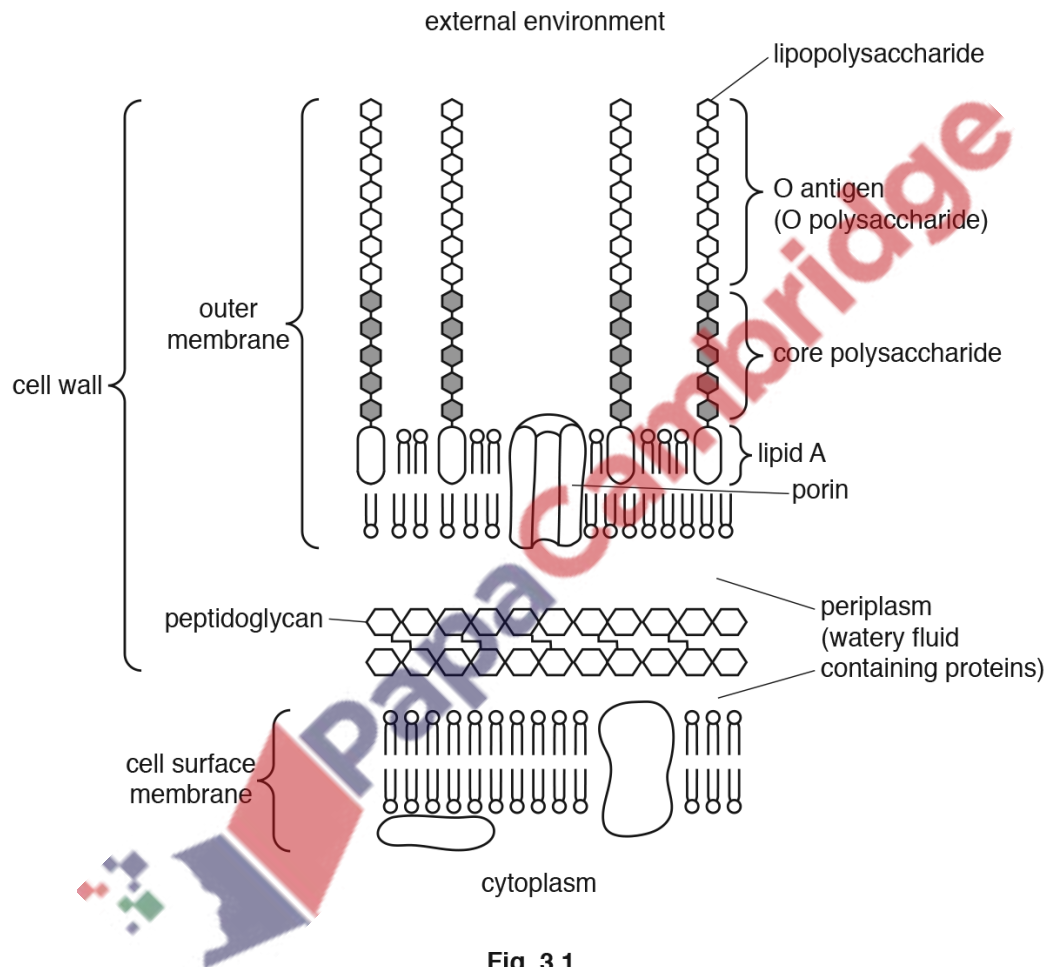 external environment
lipopolysaccharide
O antigen
(O polysaccharide)
outer
membrane
core polysaccharide
cell wall
lipid A
porin
peptidoglycan
periplasm
(watery fluid
containing proteins)
cell surface
membrane
cytoplasm
Fig. 3.1
PapaCambridge